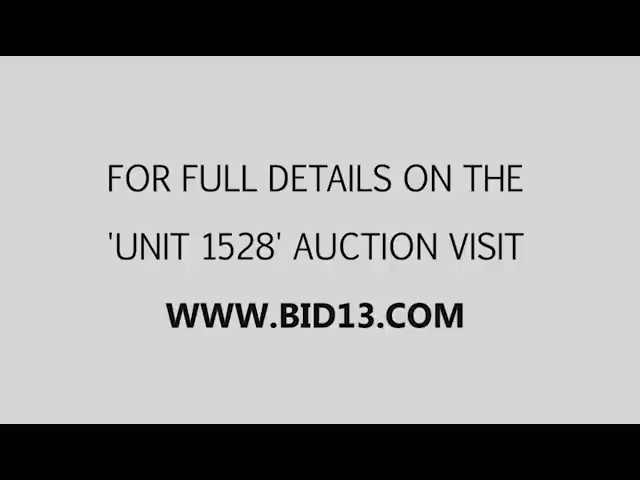 FOR FULL DETAILS ON THE
'UNIT 1528' AUCTION VISIT
WWW.BID13.COM